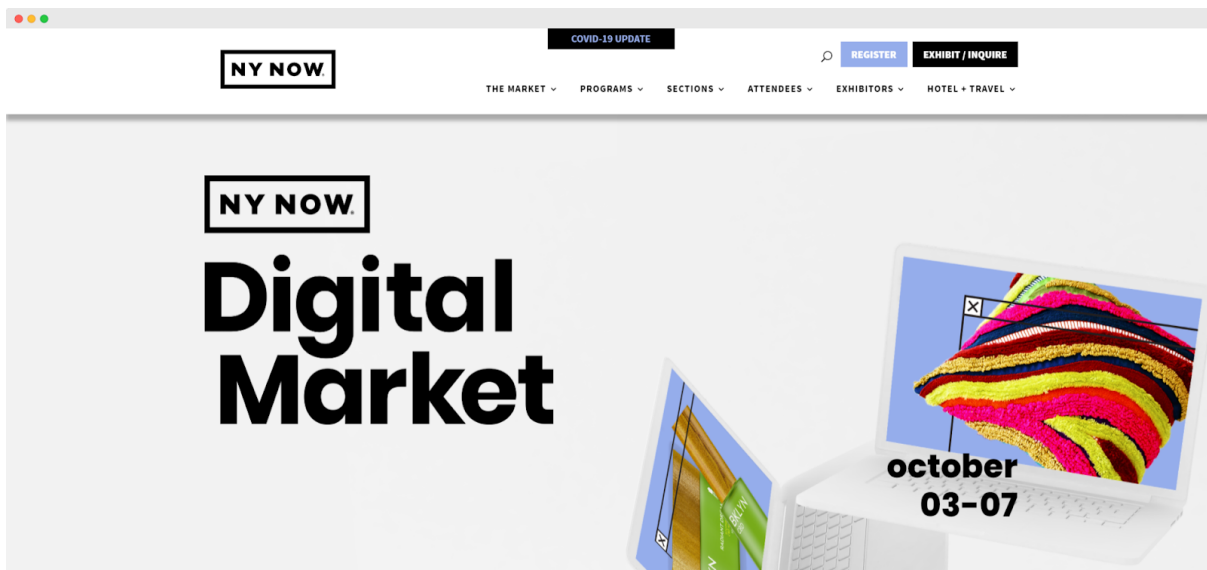 COVID-19 UPDATE
NY NOW.
REGISTER
EXHIBIT / INQUIRE
THE MARKET
PROGRAMS
SECTIONS
ATTENDEES
EXHIBITORS
HOTEL + TRAVEL
NY NOW.
Digital
Market
october
03-07
BKLYN